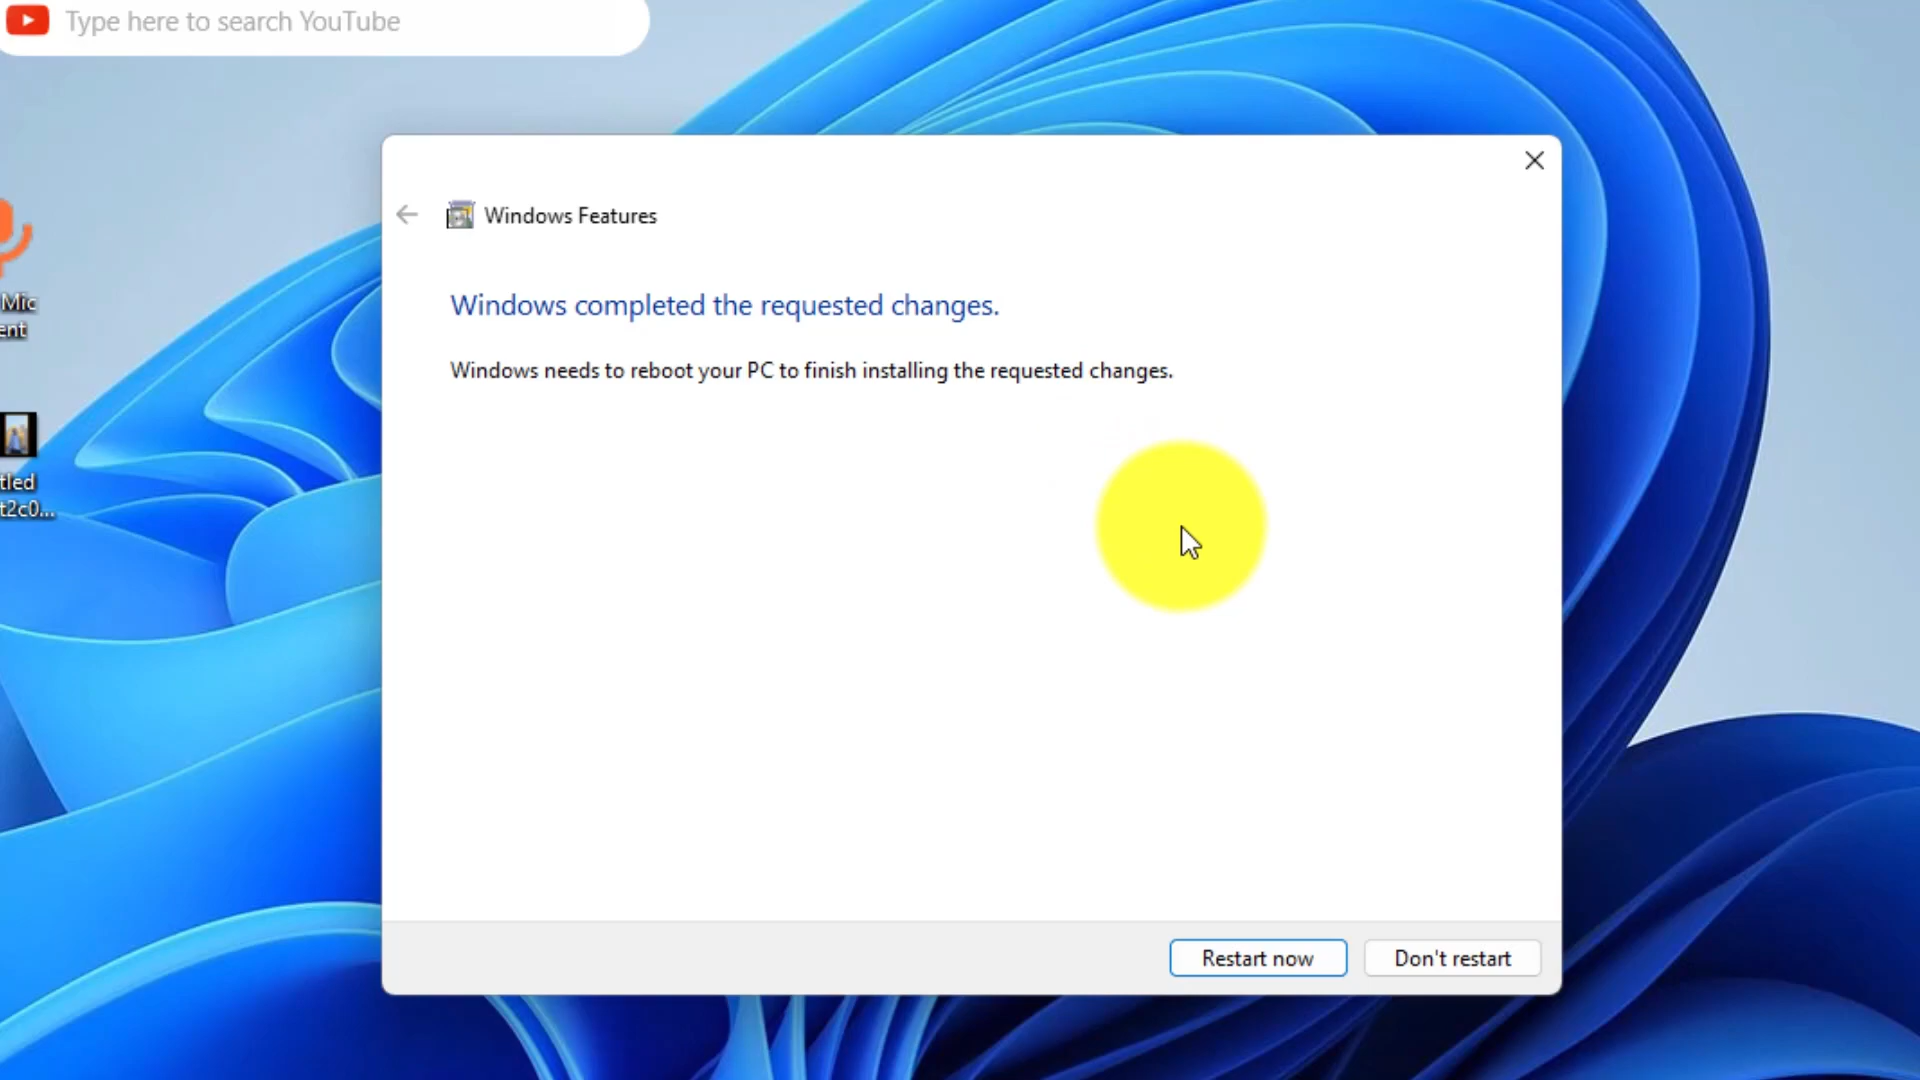 Type here to search YouTube
Windows Features
Windows completed the requested changes.
Windows needs to reboot your PC to finish installing the requested changes.
Mic
ent
tled
t2c0...
Restart now
Don't restart